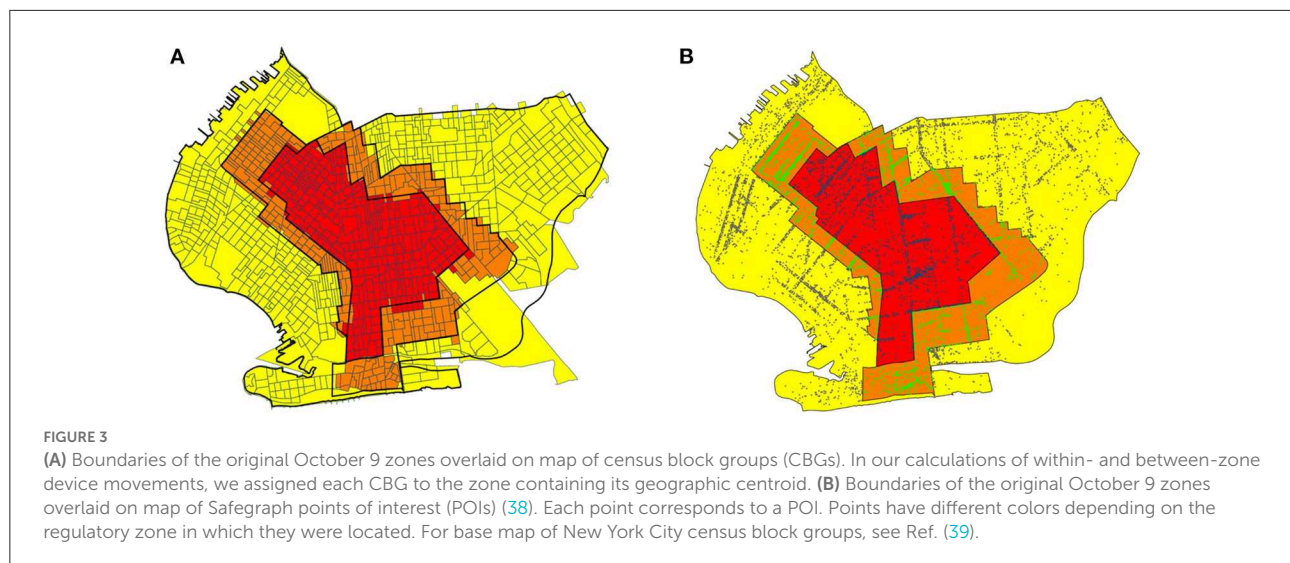 A
B
FIGURE 3
(A) Boundaries of the original October 9 zones overlaid on map of census block groups (CBGs). In our calculations of within- and between-zone
device movements, we assigned each CBG to the zone containing its geographic centroid. (B) Boundaries of the original October 9 zones
overlaid on map of Safegraph points of interest (POIs) (38). Each point corresponds to a POI. Points have different colors depending on the
regulatory zone in which they were located. For base map of New York City census block groups, see Ref. (39).